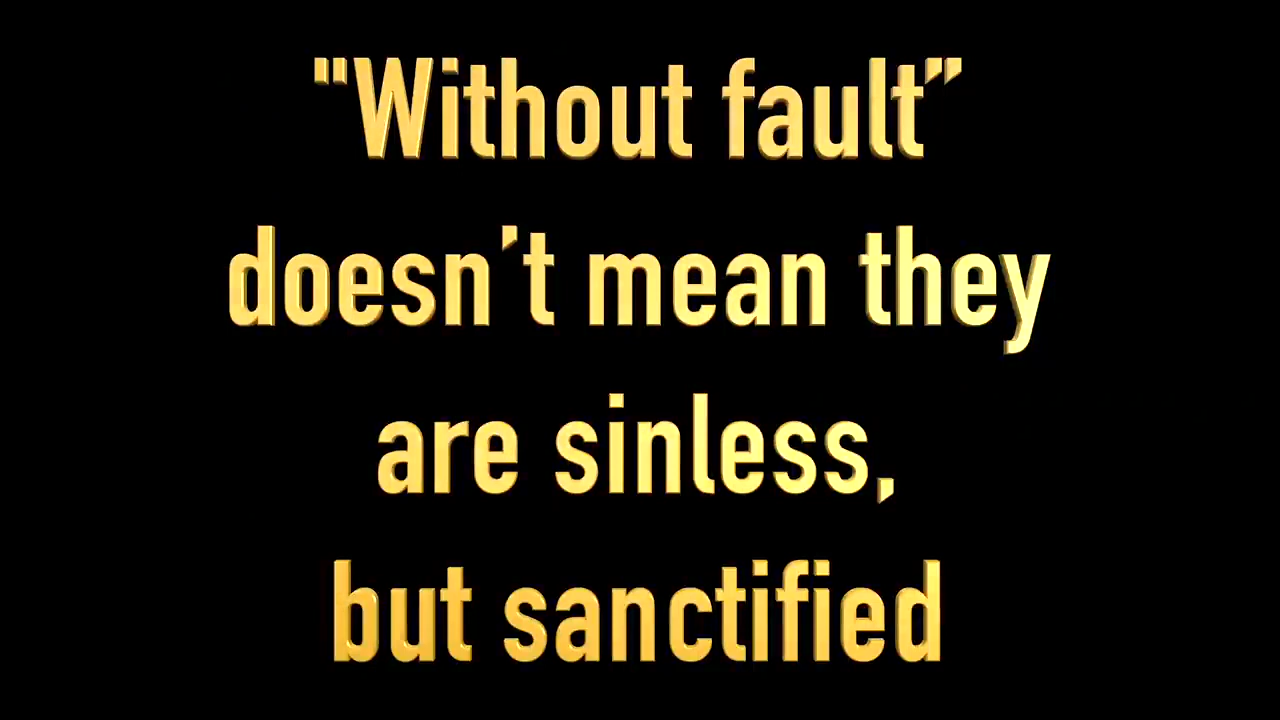 "Without fault”
doesn’t mean they
are sinless,
but sanctified